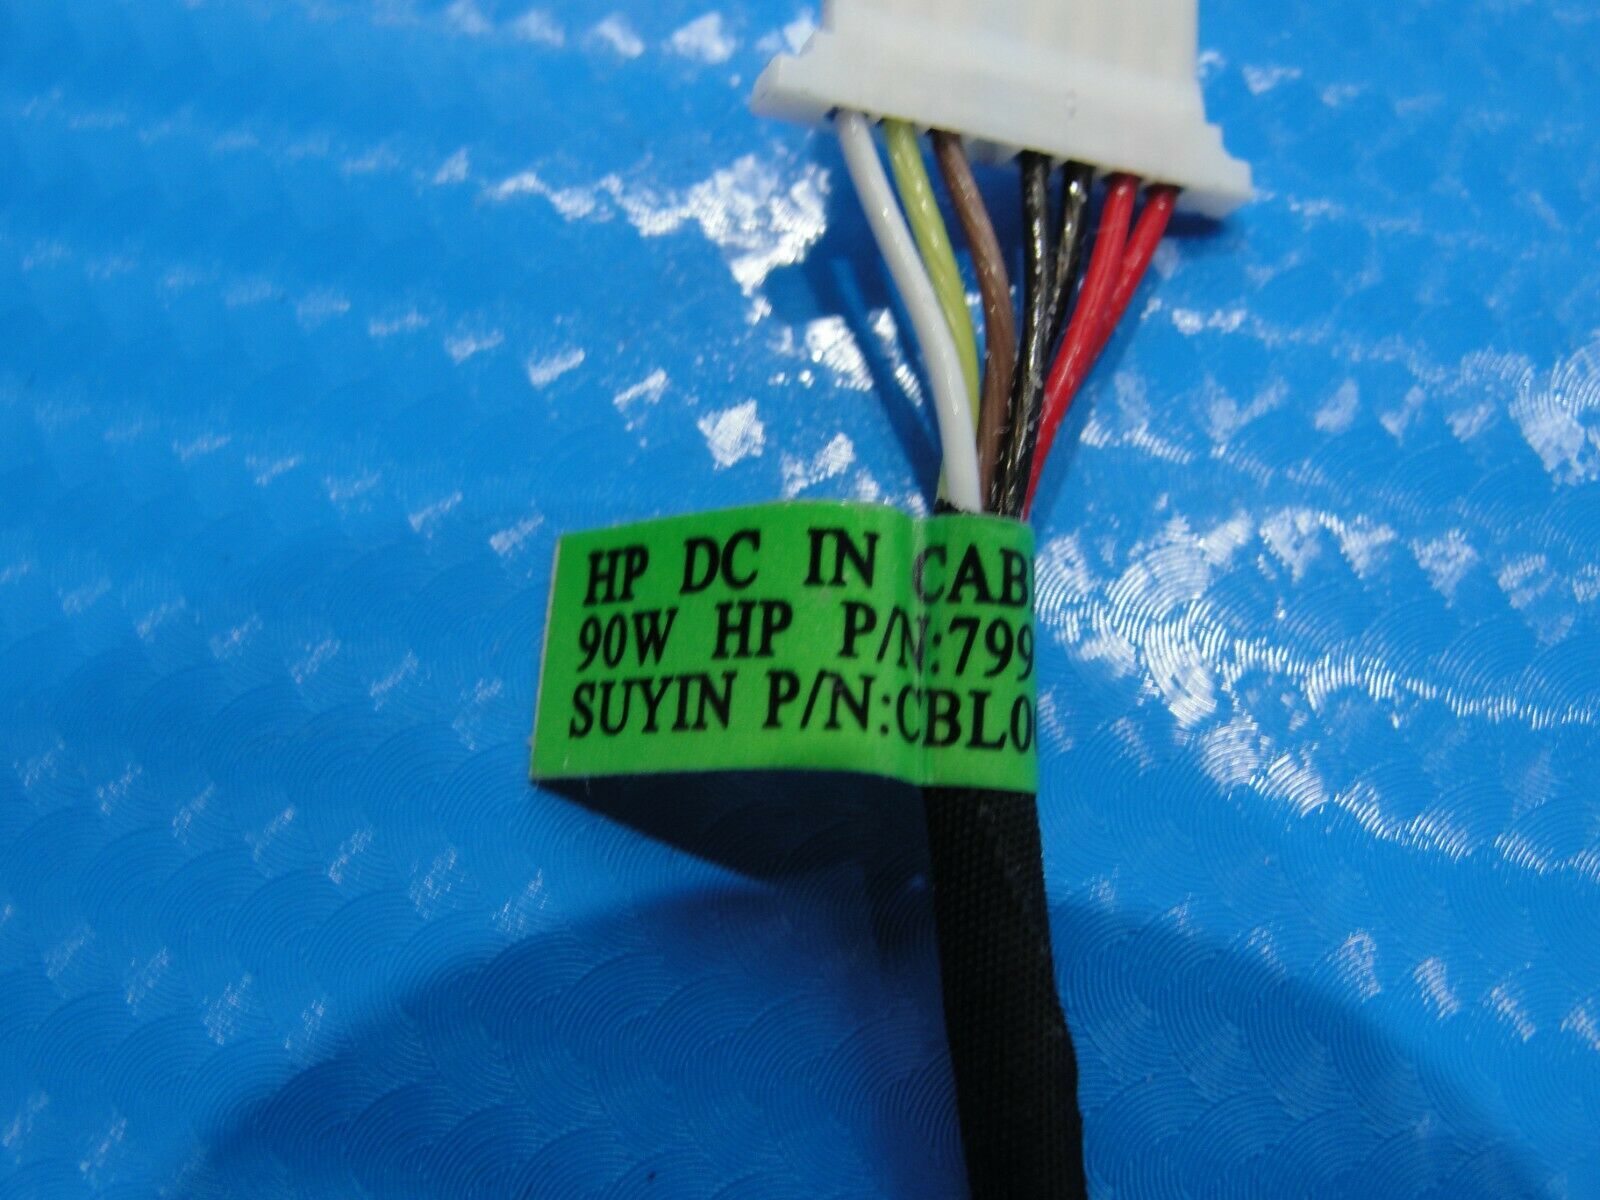 HP DC IN CAB
90W HP P/N:799
SUYIN P/N:CBL0